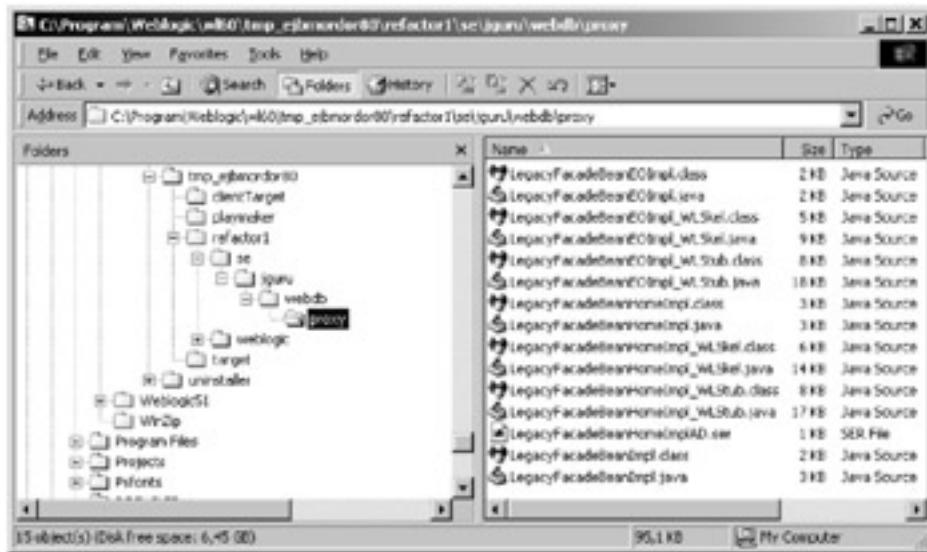 C:\Program\Weblogic\wl60\tmp_ejbmordor80\refactor1\se\jguru\webdb\proxy
File Edit View Favorites Tools Help
Back Search Folders History
Address C:\Program\Weblogic\wl60\tmp_ejbmordor80\refactor1\se\jguru\webdb\proxy Go
Folders
tmp_ejbmordor80
clientTarget
playmaker
refactor1
se
jguru
webdb
proxy
weblogic
target
uninstaller
Weblogic51
WinZip
Program Files
Projects
Psfonts
Name Size Type
LegacyFacadeBeanEOImpl.class 2 KB Java Source
LegacyFacadeBeanEOImpl.java 2 KB Java Source
LegacyFacadeBeanEOImpl_WLSkel.class 5 KB Java Source
LegacyFacadeBeanEOImpl_WLSkel.java 9 KB Java Source
LegacyFacadeBeanEOImpl_WLStub.class 8 KB Java Source
LegacyFacadeBeanEOImpl_WLStub.java 18 KB Java Source
LegacyFacadeBeanHomeImpl.class 3 KB Java Source
LegacyFacadeBeanHomeImpl.java 3 KB Java Source
LegacyFacadeBeanHomeImpl_WLSkel.class 6 KB Java Source
LegacyFacadeBeanHomeImpl_WLSkel.java 14 KB Java Source
LegacyFacadeBeanHomeImpl_WLStub.class 8 KB Java Source
LegacyFacadeBeanHomeImpl_WLStub.java 17 KB Java Source
LegacyFacadeBeanHomeImplAD.ser 1 KB SER File
LegacyFacadeBeanImpl.class 2 KB Java Source
LegacyFacadeBeanImpl.java 3 KB Java Source
15 object(s) (Disk free space: 6,45 GB) 95,1 KB My Computer